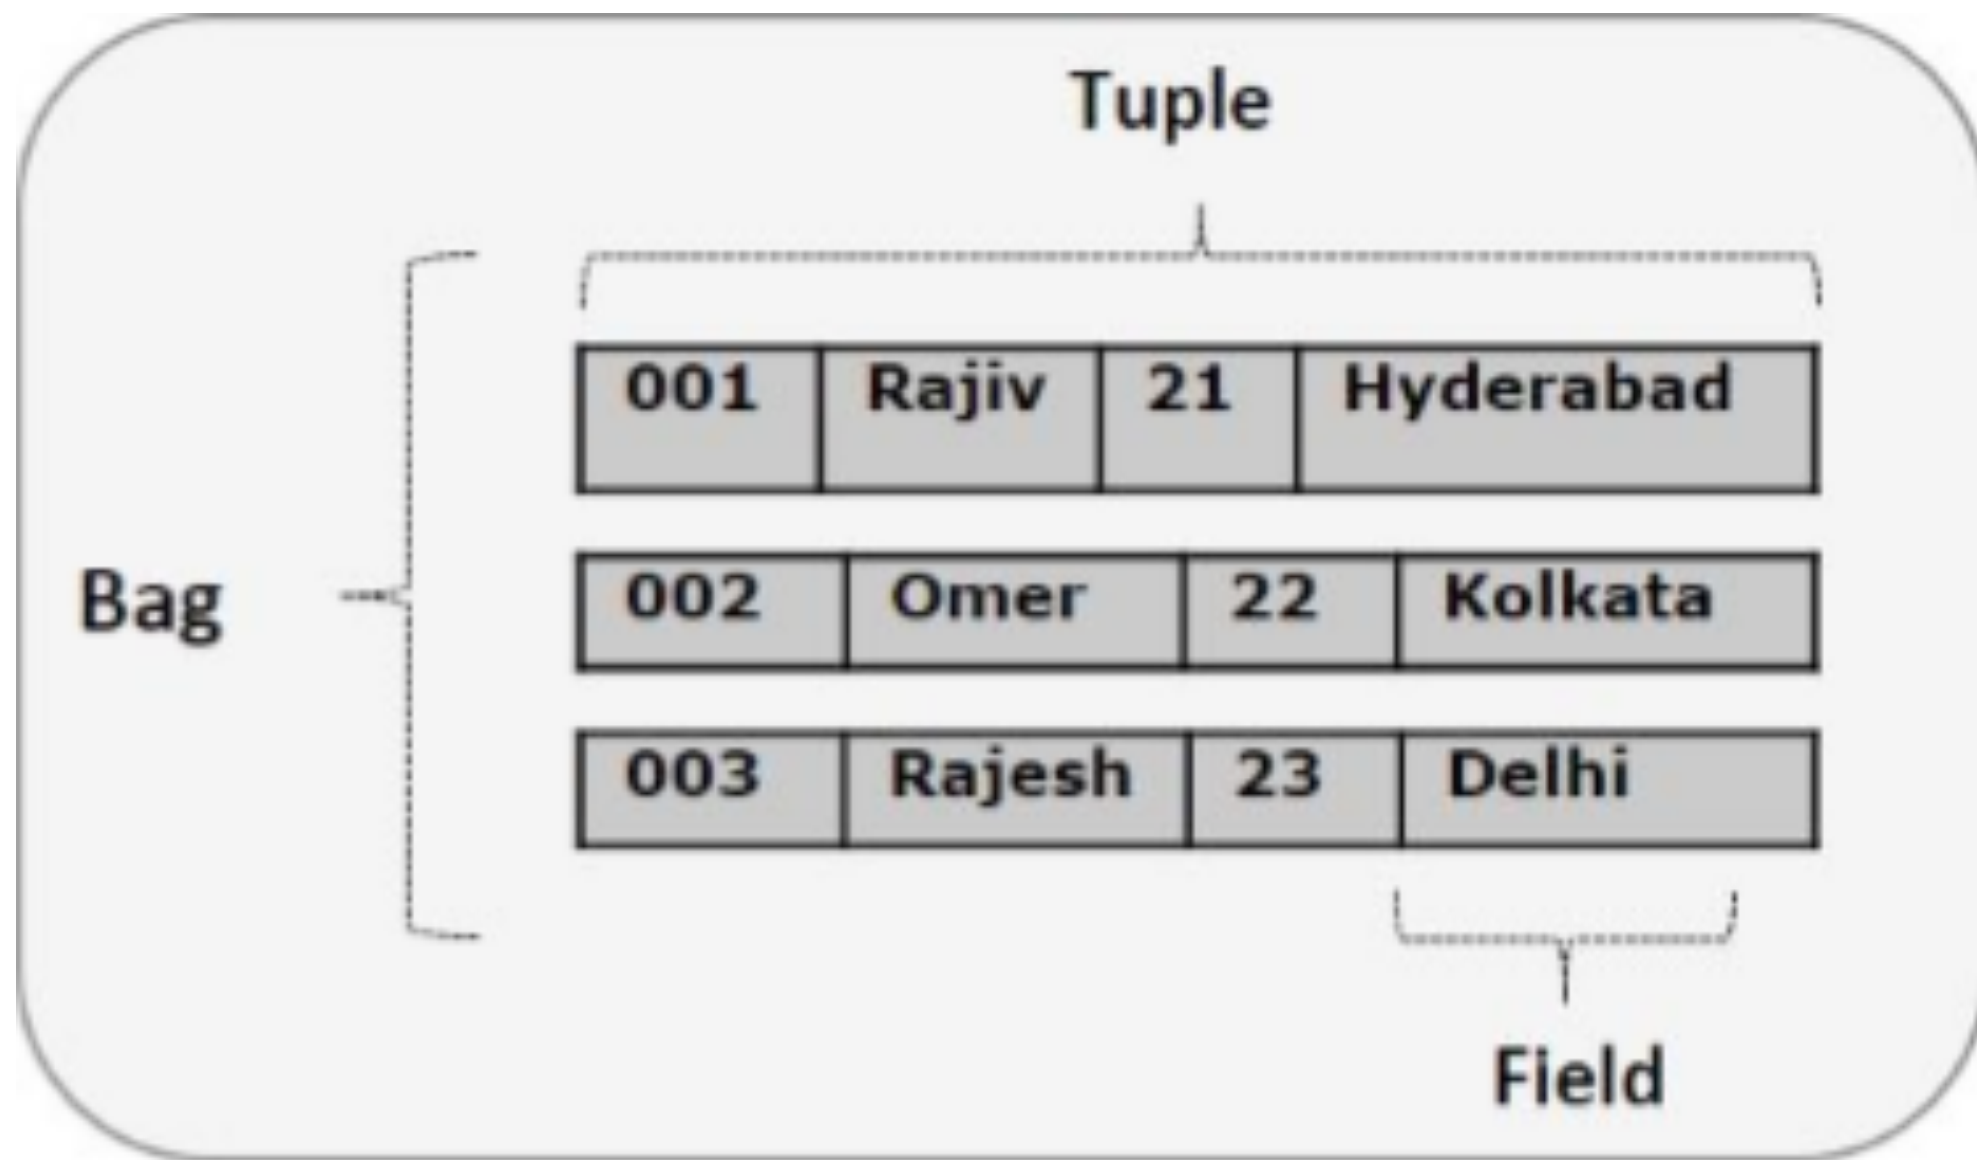 Tuple
001 Rajiv 21 Hyderabad
Bag
002 Omer 22 Kolkata
003 Rajesh 23 Delhi
Field